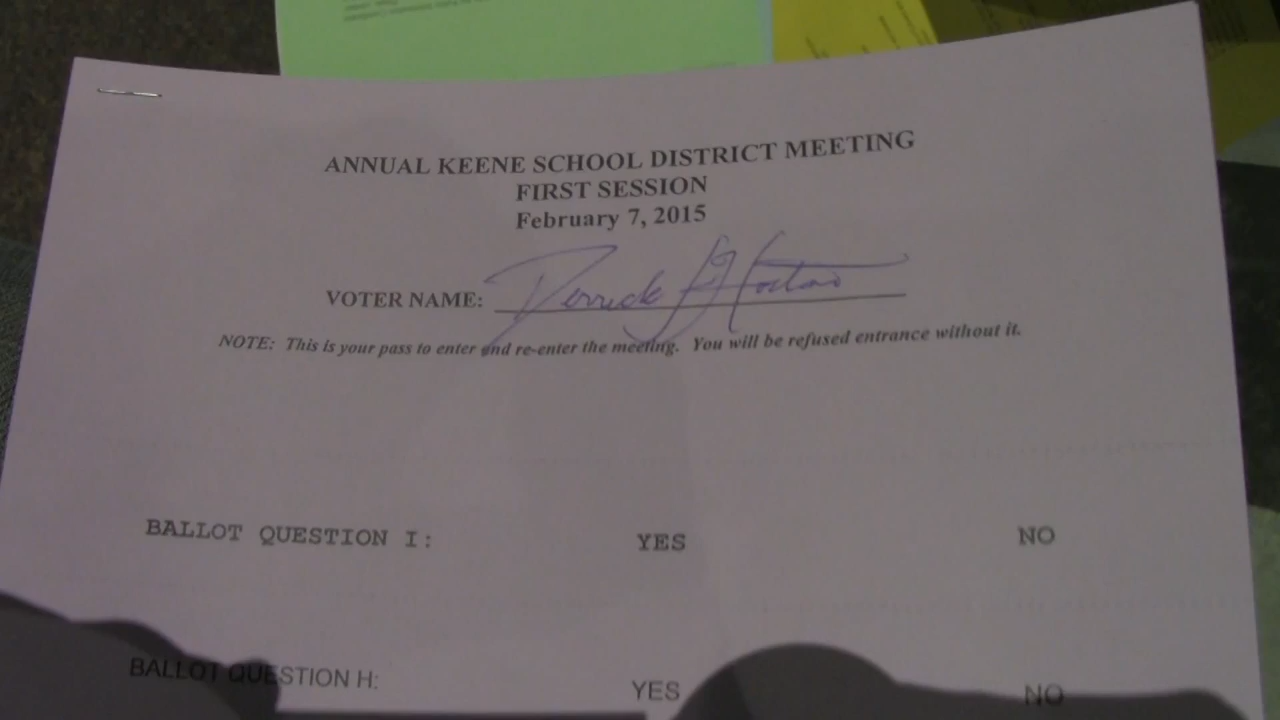 ANNUAL KEENE SCHOOL DISTRICT MEETING
FIRST SESSION
February 7, 2015
VOTER NAME: Derrick J Horton
NOTE: This is your pass to enter and re-enter the meeting. You will be refused entrance without it.
BALLOT QUESTION I: YES NO
BALLOT QUESTION H: YES NO